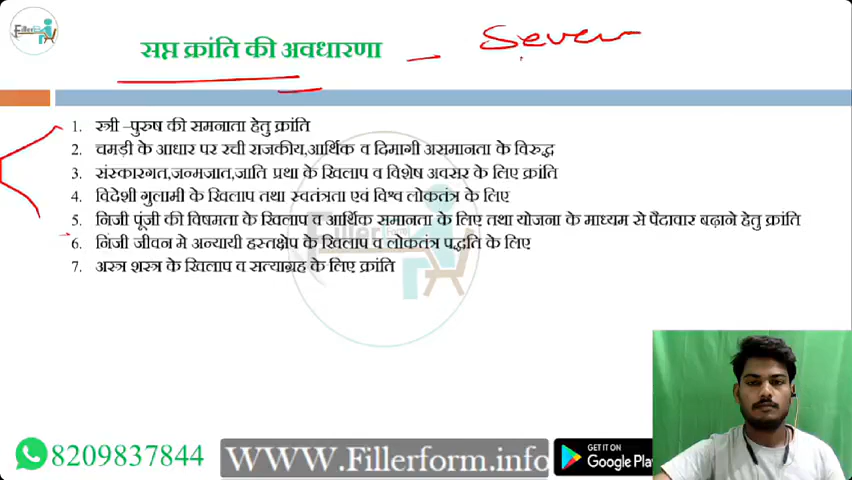 Filler
सप्त क्रांति की अवधारणा - Seven
1. स्त्री –पुरुष की समनाता हेतु क्रांति
2. चमड़ी के आधार पर रची राजकीय,आर्थिक व दिमागी असमानता के विरुद्ध
3. संस्कारगत,जन्मजात,जाति प्रथा के खिलाप व विशेष अवसर के लिए क्रांति
4. विदेशी गुलामी के खिलाप तथा स्वतंत्रता एवं विश्व लोकतंत्र के लिए
5. निजी पूंजी की विषमता के खिलाप व आर्थिक समानता के लिए तथा योजना के माध्यम से पैदावार बढ़ाने हेतु क्रांति
6. निंजी जीवन मे अन्यायी हस्तक्षेप के खिलाप व लोकतंत्र पद्धति के लिए
7. अस्त्र शस्त्र के खिलाप व सत्याग्रह के लिए क्रांति
8209837844
WWW.Fillerform.info
GET IT ON
Google Play